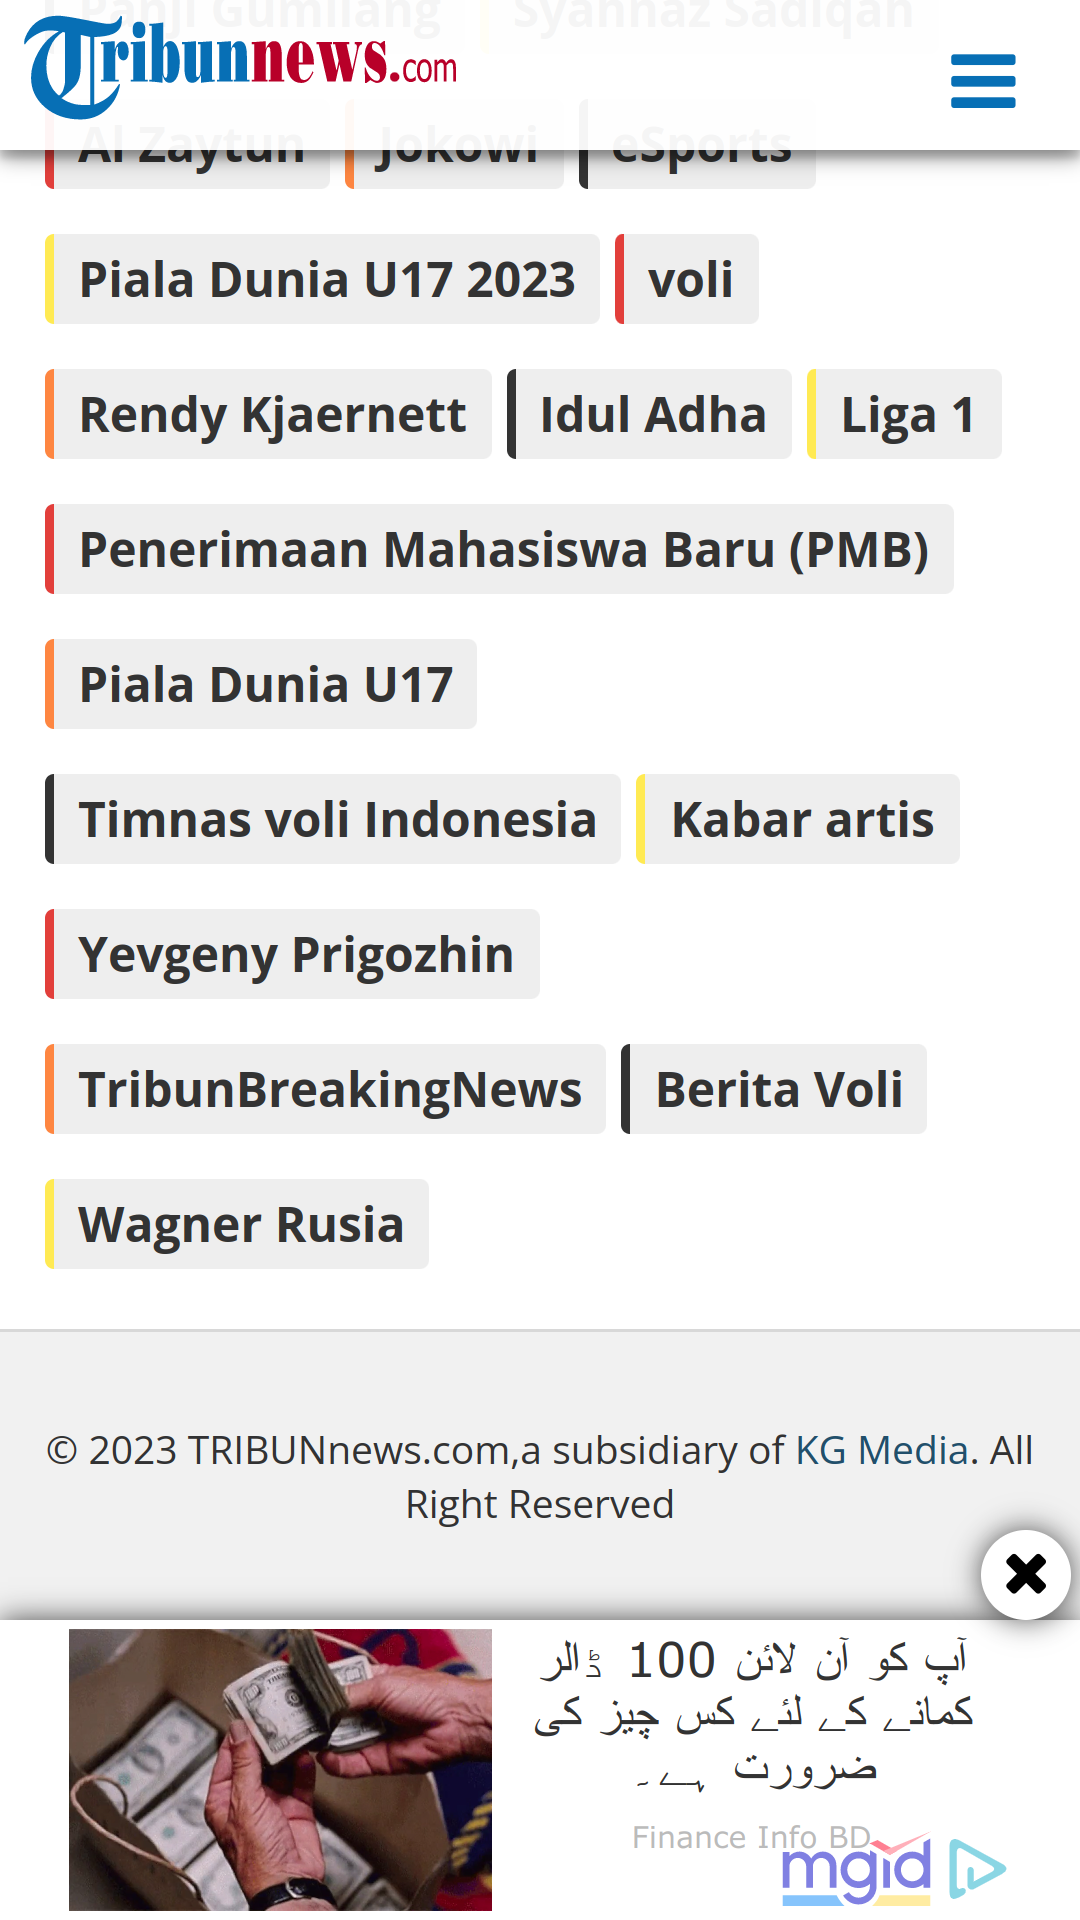 Panji Gumilang Syahnaz Sadiqah
Tribunnews.com
Al Zaytun Jokowi eSports
Piala Dunia U17 2023 voli
Rendy Kjaernett Idul Adha Liga 1
Penerimaan Mahasiswa Baru (PMB)
Piala Dunia U17
Timnas voli Indonesia Kabar artis
Yevgeny Prigozhin
TribunBreakingNews Berita Voli
Wagner Rusia
© 2023 TRIBUNnews.com,a subsidiary of KG Media. All
Right Reserved
آپ کو آن لائن 100 ڈالر
کمانے کے لئے کس چیز کی
ضرورت ہے۔
Finance Info BD
mgid